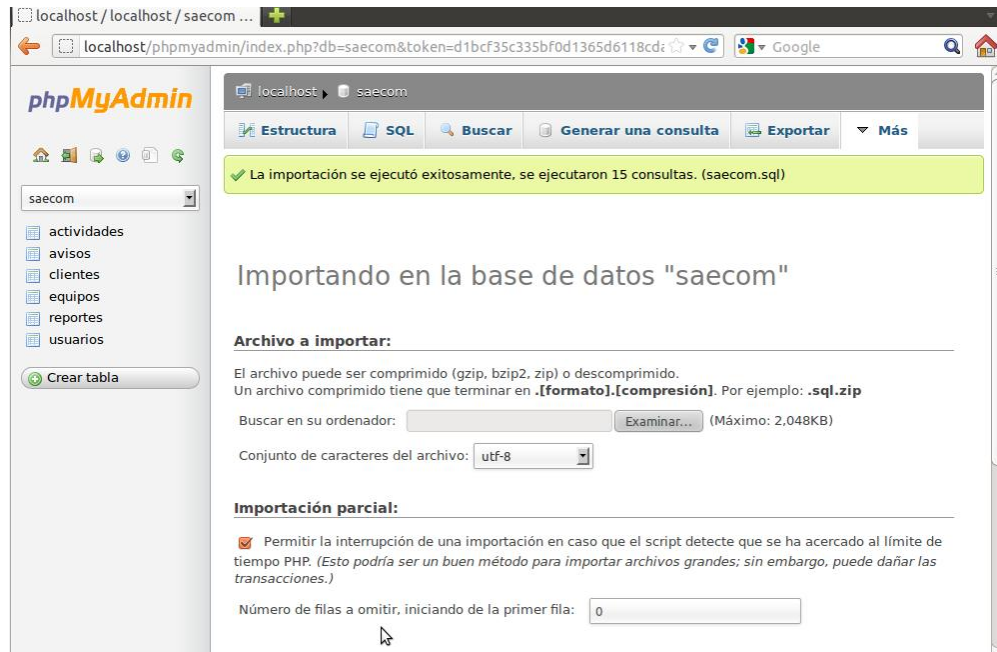 localhost / localhost / saecom ...
localhost/phpmyadmin/index.php?db=saecom&token=d1bcf35c335bf0d1365d6118cda
Google
phpMyAdmin
saecom
actividades
avisos
clientes
equipos
reportes
usuarios
Crear tabla
localhost
saecom
Estructura
SQL
Buscar
Generar una consulta
Exportar
Más
La importación se ejecutó exitosamente, se ejecutaron 15 consultas. (saecom.sql)
Importando en la base de datos "saecom"
Archivo a importar:
El archivo puede ser comprimido (gzip, bzip2, zip) o descomprimido.
Un archivo comprimido tiene que terminar en .[formato].[compresión]. Por ejemplo: .sql.zip
Buscar en su ordenador: Examinar... (Máximo: 2,048KB)
Conjunto de caracteres del archivo: utf-8
Importación parcial:
Permitir la interrupción de una importación en caso que el script detecte que se ha acercado al límite de
tiempo PHP. (Esto podría ser un buen método para importar archivos grandes; sin embargo, puede dañar las
transacciones.)
Número de filas a omitir, iniciando de la primer fila: 0